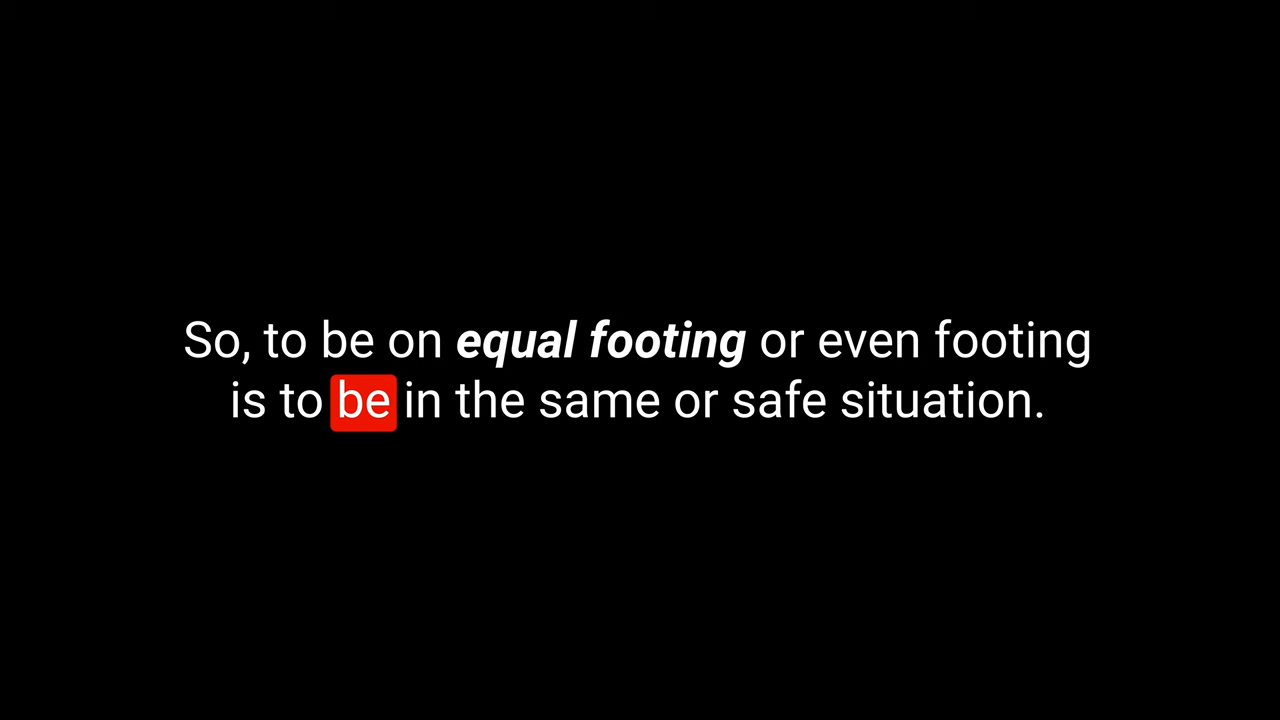 So, to be on equal footing or even footing
is to be in the same or safe situation.